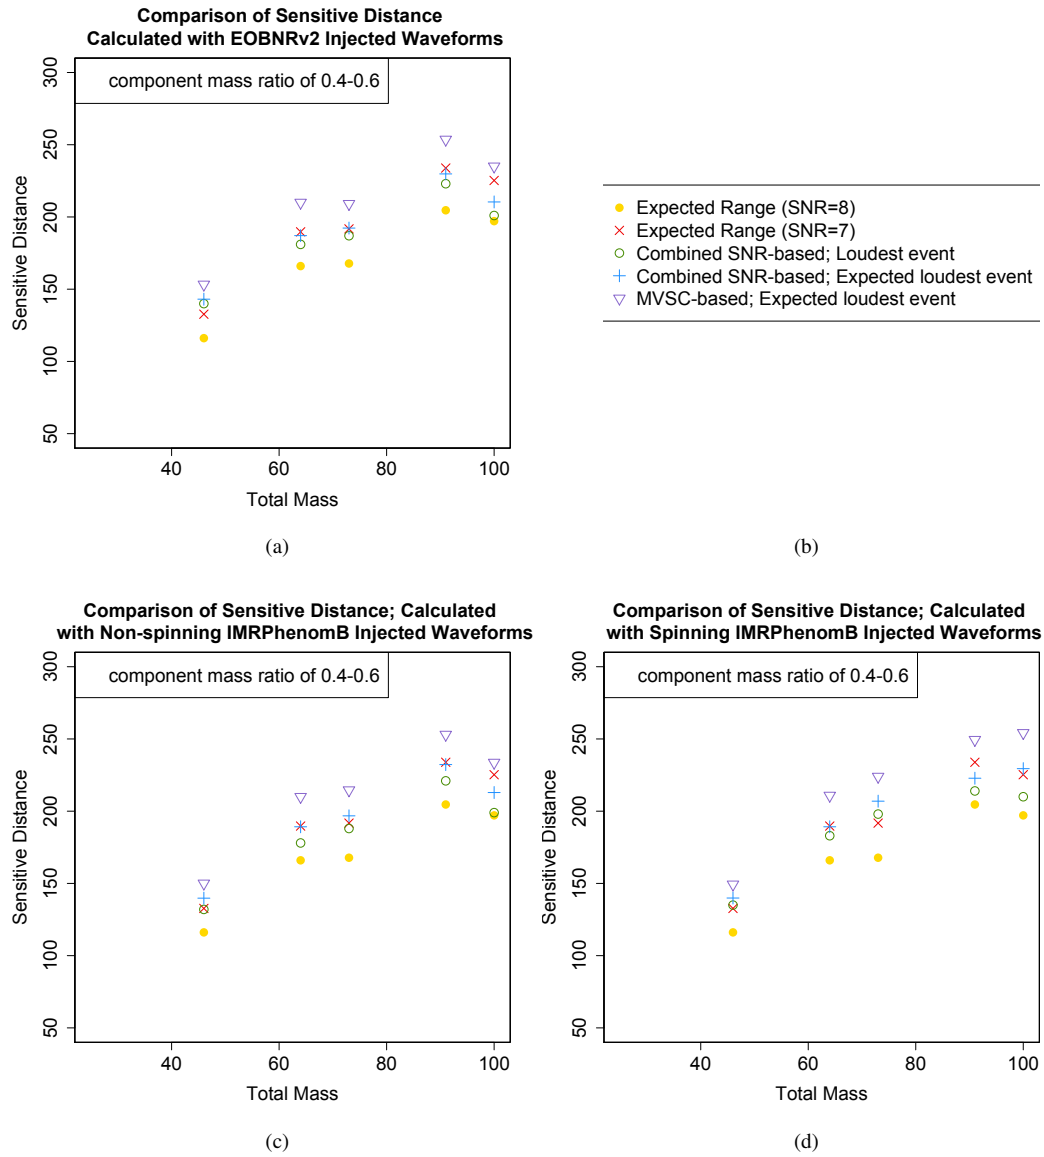 Comparison of Sensitive Distance
Calculated with EOBNRv2 Injected Waveforms
component mass ratio of 0.4-0.6
300
250
200
150
100
50
Sensitive Distance
40 60 80 100
Total Mass
(a)
Expected Range (SNR=8)
Expected Range (SNR=7)
Combined SNR-based; Loudest event
Combined SNR-based; Expected loudest event
MVSC-based; Expected loudest event
(b)
Comparison of Sensitive Distance; Calculated
with Non-spinning IMRPhenomB Injected Waveforms
component mass ratio of 0.4-0.6
300
250
200
150
100
50
Sensitive Distance
40 60 80 100
Total Mass
(c)
Comparison of Sensitive Distance; Calculated
with Spinning IMRPhenomB Injected Waveforms
component mass ratio of 0.4-0.6
300
250
200
150
100
50
Sensitive Distance
40 60 80 100
Total Mass
(d)